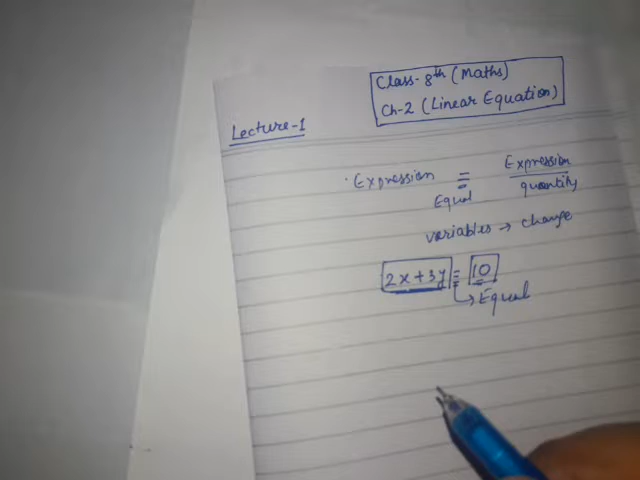 Class-8th (Maths)
Ch-2 (Linear Equation)
Lecture-1
Expression = Expression
quantity
Equal
variables → change
2x+3y = 10
↳ Equal